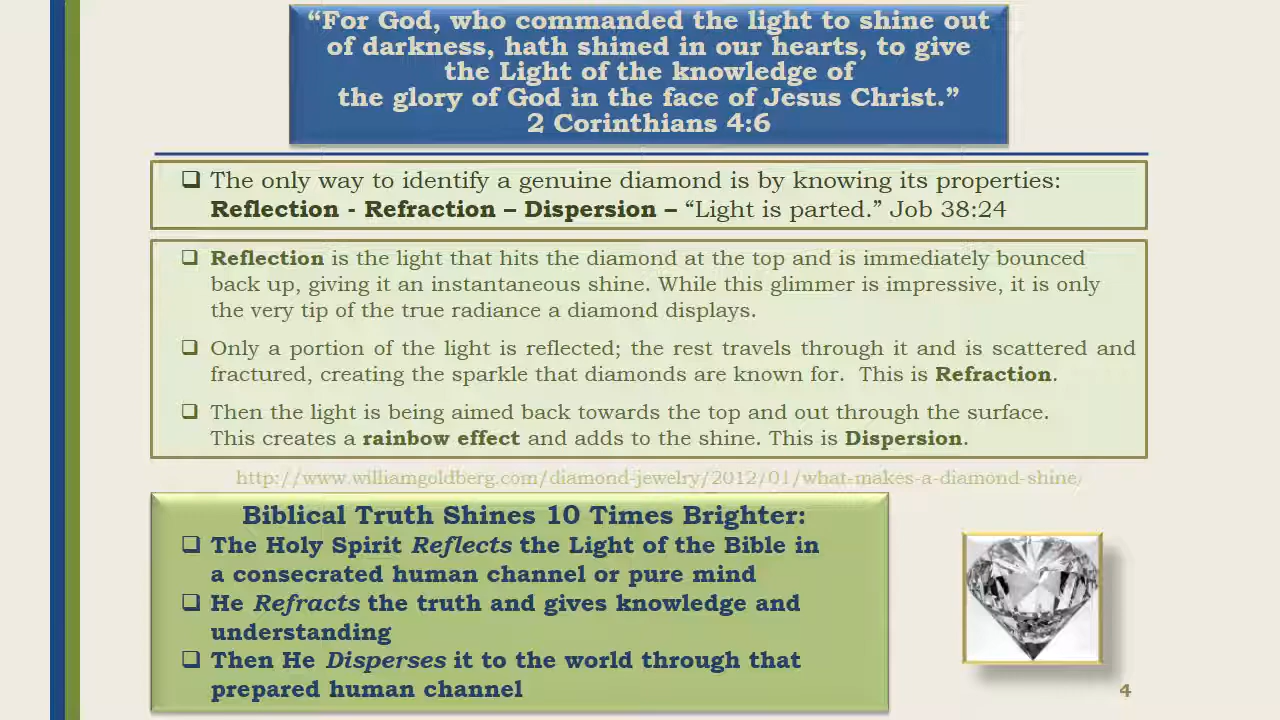 “For God, who commanded the light to shine out
of darkness, hath shined in our hearts, to give
the Light of the knowledge of
the glory of God in the face of Jesus Christ.”
2 Corinthians 4:6
❑ The only way to identify a genuine diamond is by knowing its properties:
Reflection - Refraction – Dispersion – “Light is parted.” Job 38:24
❑ Reflection is the light that hits the diamond at the top and is immediately bounced
back up, giving it an instantaneous shine. While this glimmer is impressive, it is only
the very tip of the true radiance a diamond displays.
❑ Only a portion of the light is reflected; the rest travels through it and is scattered and
fractured, creating the sparkle that diamonds are known for. This is Refraction.
❑ Then the light is being aimed back towards the top and out through the surface.
This creates a rainbow effect and adds to the shine. This is Dispersion.
http://www.williamgoldberg.com/diamond-jewelry/2012/01/what-makes-a-diamond-shine/
Biblical Truth Shines 10 Times Brighter:
❑ The Holy Spirit Reflects the Light of the Bible in
a consecrated human channel or pure mind
❑ He Refracts the truth and gives knowledge and
understanding
❑ Then He Disperses it to the world through that
prepared human channel
4